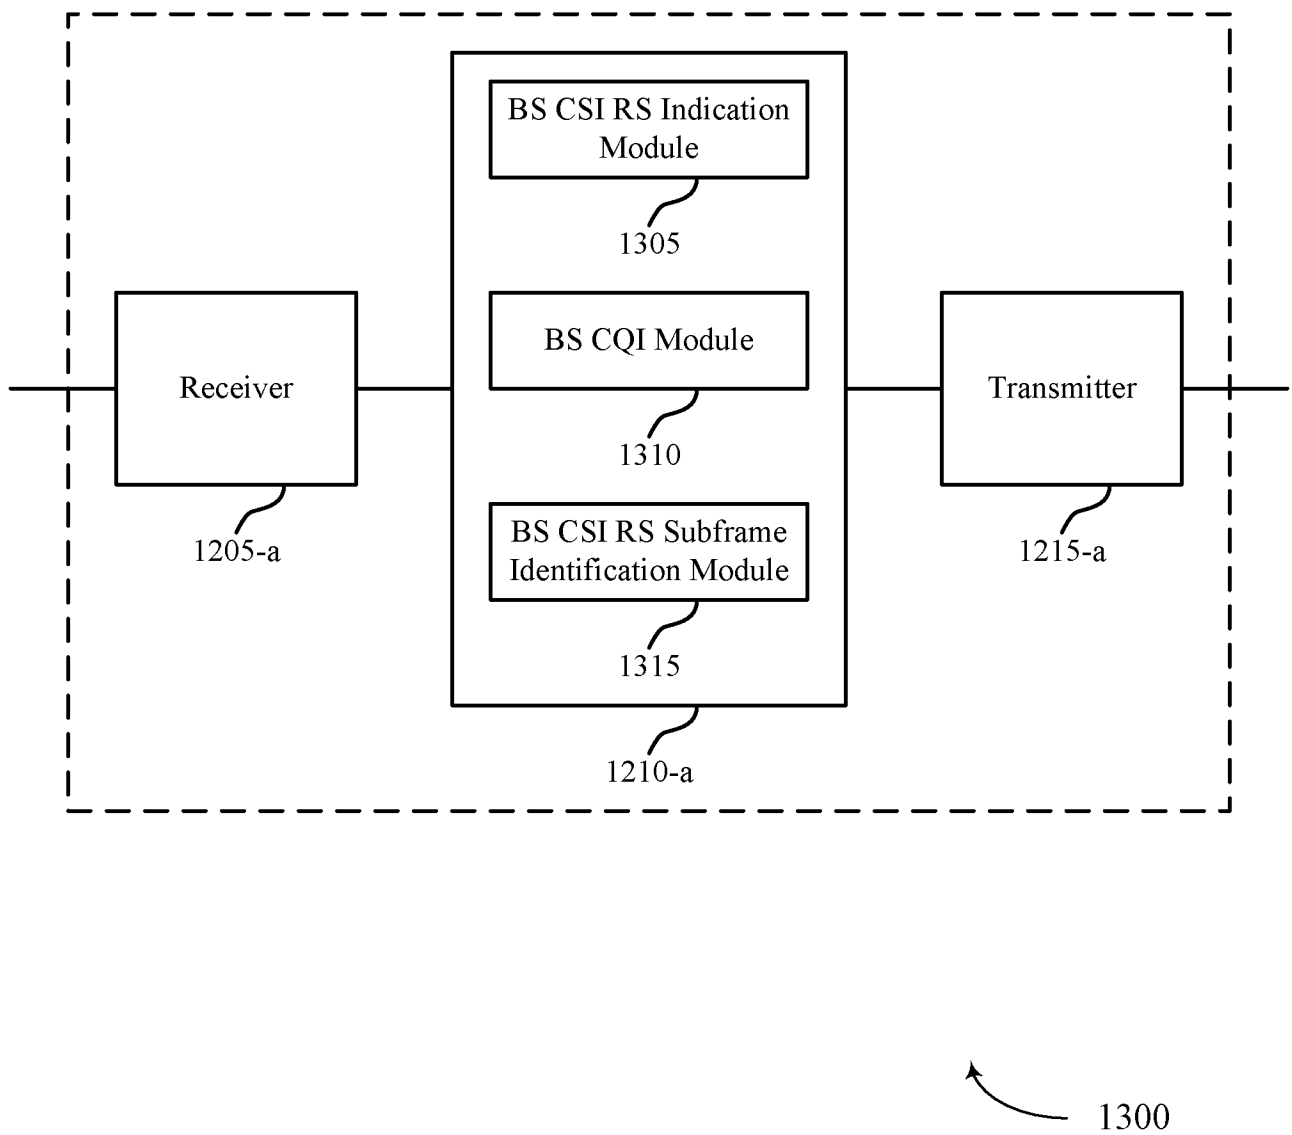 BS CSI RS Indication
Module
1305
Receiver
1205-a
BS CQI Module
1310
BS CSI RS Subframe
Identification Module
1315
1210-a
Transmitter
1215-a
1300